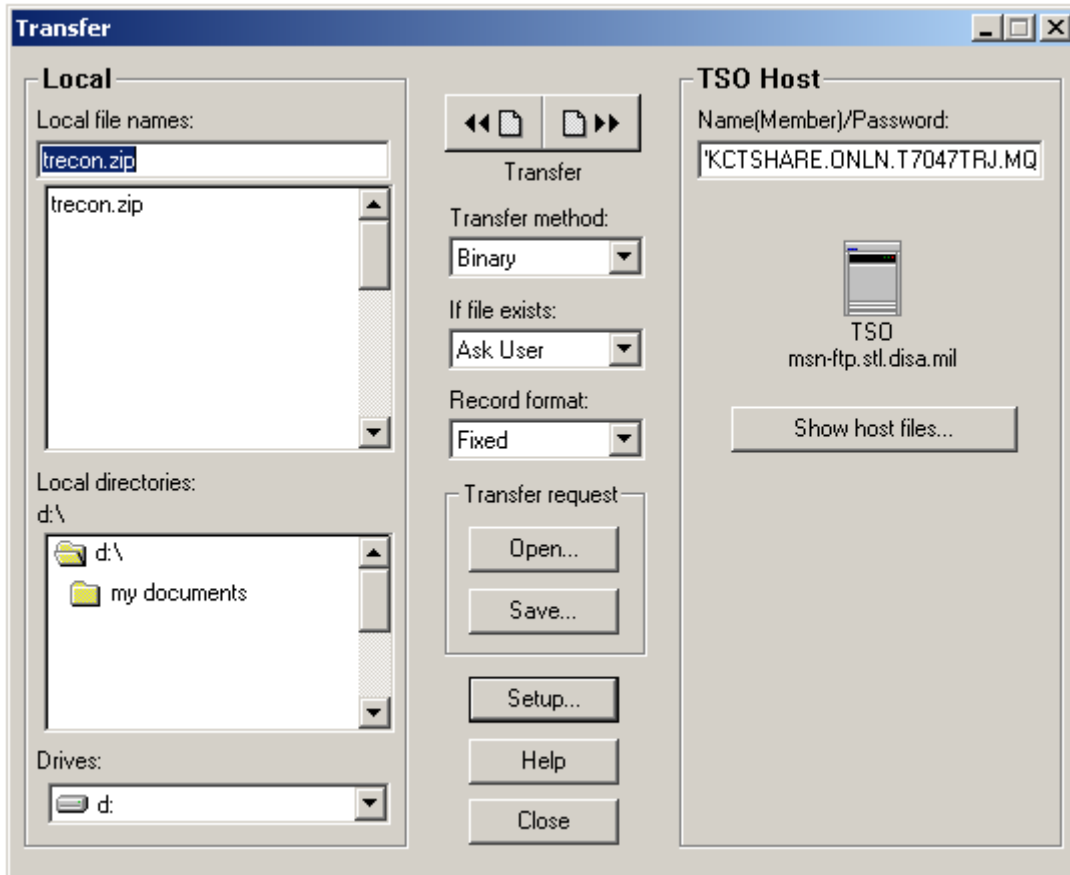 Transfer
Local
Local file names:
trecon.zip
trecon.zip
Local directories:
d:\
d:\
my documents
Drives:
d:
Transfer
Transfer method:
Binary
If file exists:
Ask User
Record format:
Fixed
Transfer request
Open...
Save...
Setup...
Help
Close
TSO Host
Name(Member)/Password:
'KCTSHARE.ONLN.T7047TRJ.MQ
TSO
msn-ftp.stl.disa.mil
Show host files...